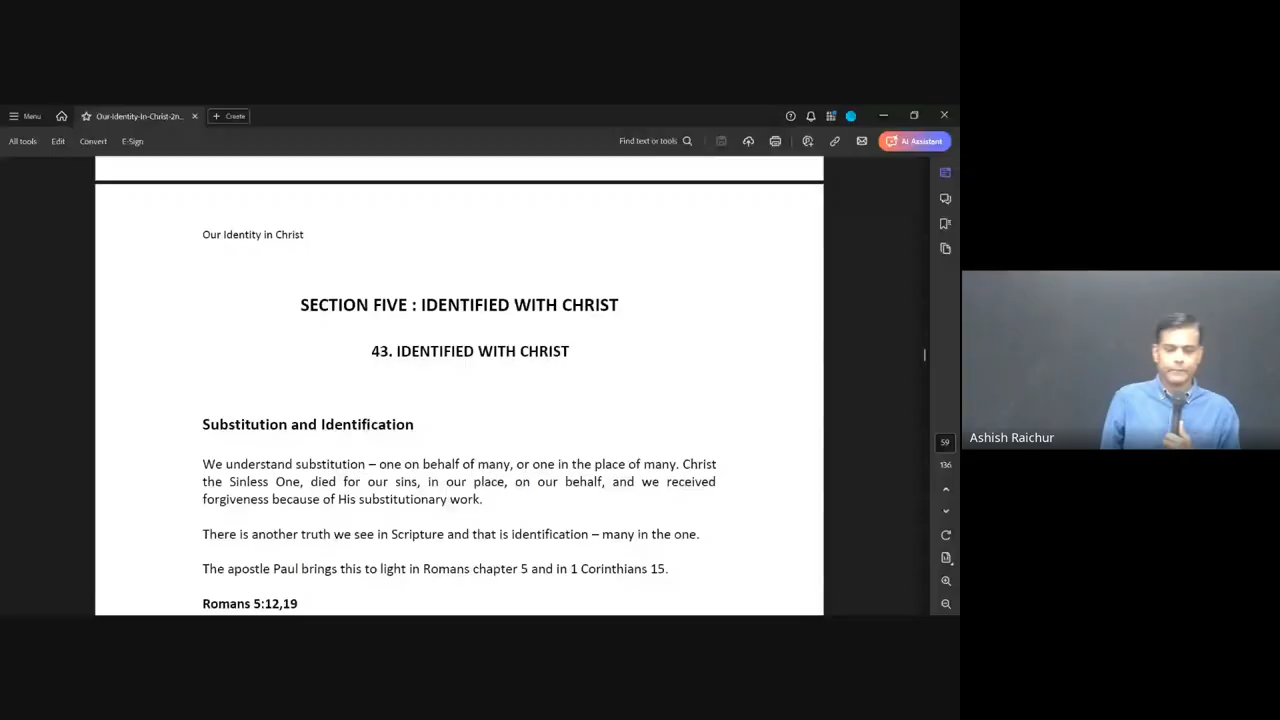 Menu
Our-Identity-In-Christ-2n...
Create
All tools
Edit
Convert
E-Sign
Find text or tools
AI Assistant
Our Identity in Christ
SECTION FIVE : IDENTIFIED WITH CHRIST
43. IDENTIFIED WITH CHRIST
Substitution and Identification
We understand substitution – one on behalf of many, or one in the place of many. Christ
the Sinless One, died for our sins, in our place, on our behalf, and we received
forgiveness because of His substitutionary work.
There is another truth we see in Scripture and that is identification – many in the one.
The apostle Paul brings this to light in Romans chapter 5 and in 1 Corinthians 15.
Romans 5:12,19
59
136
Ashish Raichur